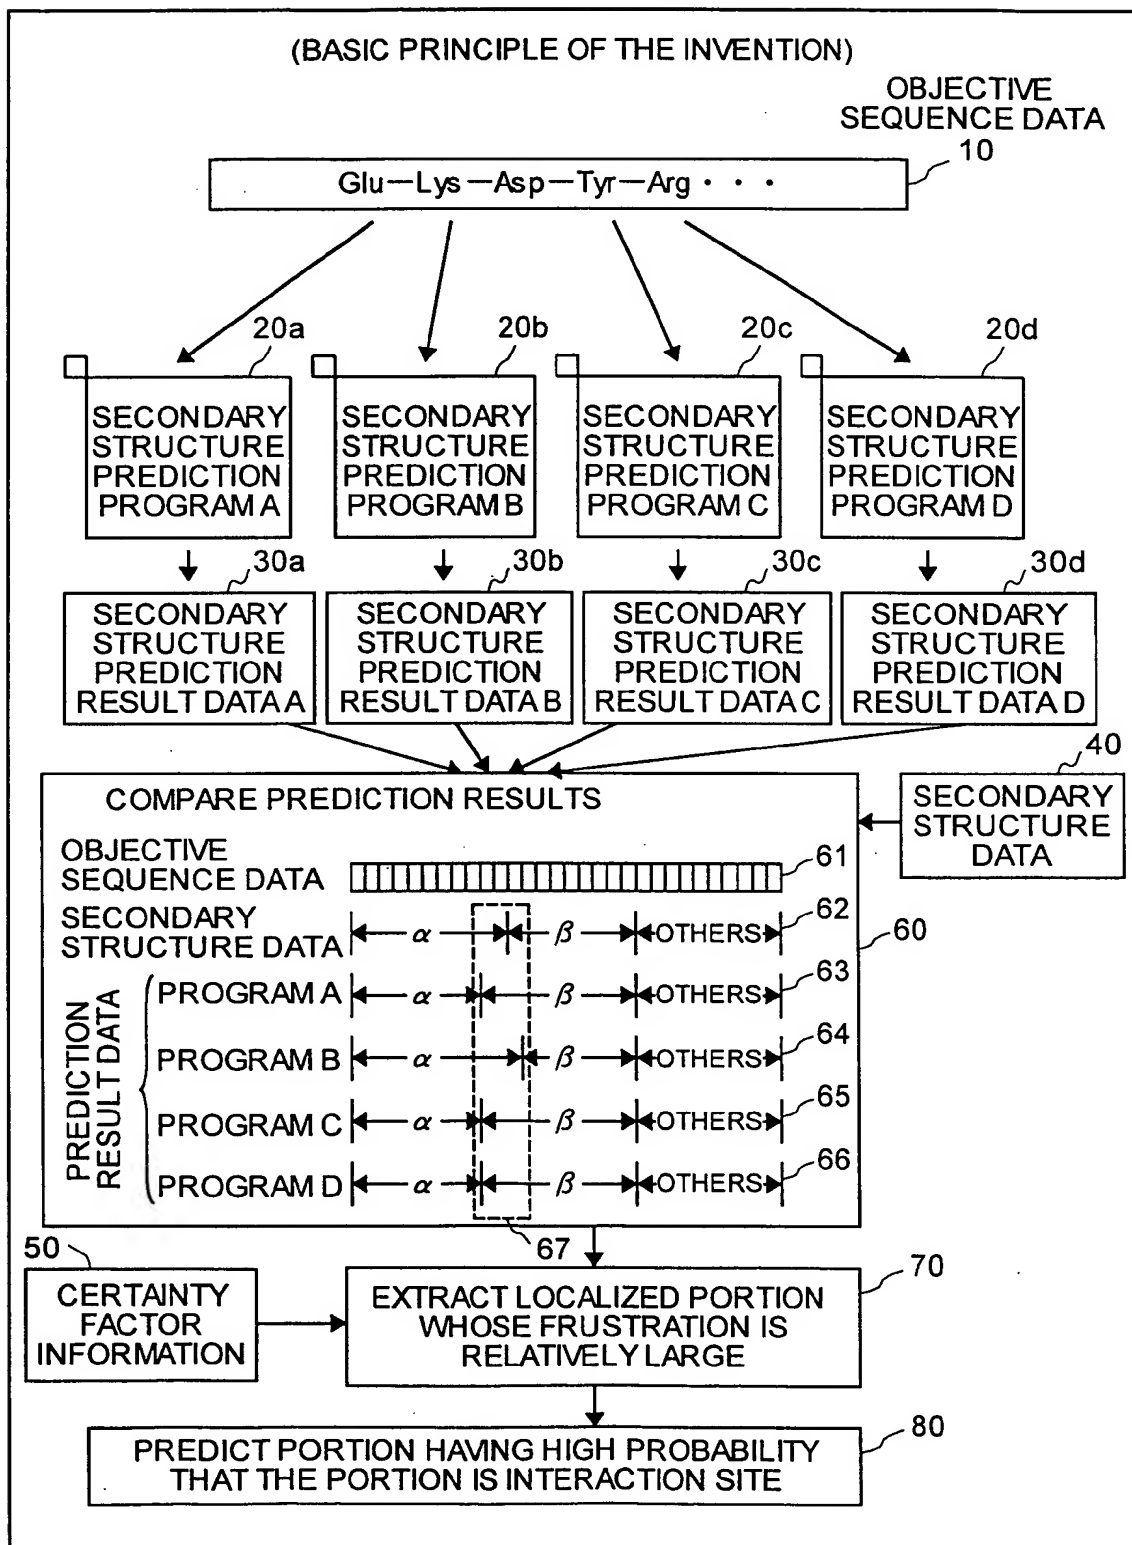 (BASIC PRINCIPLE OF THE INVENTION)
OBJECTIVE
SEQUENCE DATA
10
Glu—Lys—Asp—Tyr—Arg · · ·
20a
20b
20c
20d
SECONDARY
STRUCTURE
PREDICTION
PROGRAM A
SECONDARY
STRUCTURE
PREDICTION
PROGRAM B
SECONDARY
STRUCTURE
PREDICTION
PROGRAM C
SECONDARY
STRUCTURE
PREDICTION
PROGRAM D
30a
30b
30c
30d
SECONDARY
STRUCTURE
PREDICTION
RESULT DATA A
SECONDARY
STRUCTURE
PREDICTION
RESULT DATA B
SECONDARY
STRUCTURE
PREDICTION
RESULT DATA C
SECONDARY
STRUCTURE
PREDICTION
RESULT DATA D
40
SECONDARY
STRUCTURE
DATA
COMPARE PREDICTION RESULTS
OBJECTIVE
SEQUENCE DATA
61
SECONDARY
STRUCTURE DATA
α β OTHERS
62
60
PREDICTION
RESULT DATA
PROGRAM A α β OTHERS
63
PROGRAM B α β OTHERS
64
PROGRAM C α β OTHERS
65
PROGRAM D α β OTHERS
66
67
50
CERTAINTY
FACTOR
INFORMATION
70
EXTRACT LOCALIZED PORTION
WHOSE FRUSTRATION IS
RELATIVELY LARGE
80
PREDICT PORTION HAVING HIGH PROBABILITY
THAT THE PORTION IS INTERACTION SITE